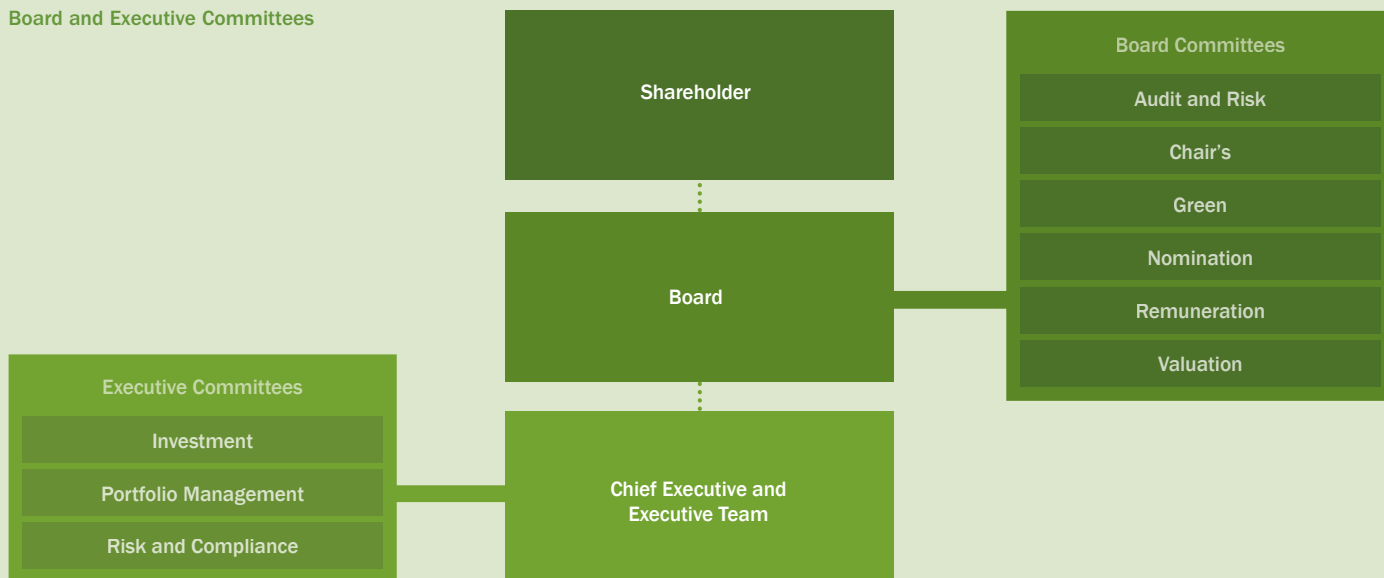 Board and Executive Committees
Shareholder
Board
Chief Executive and
Executive Team
Board Committees
Audit and Risk
Chair’s
Green
Nomination
Remuneration
Valuation
Executive Committees
Investment
Portfolio Management
Risk and Compliance